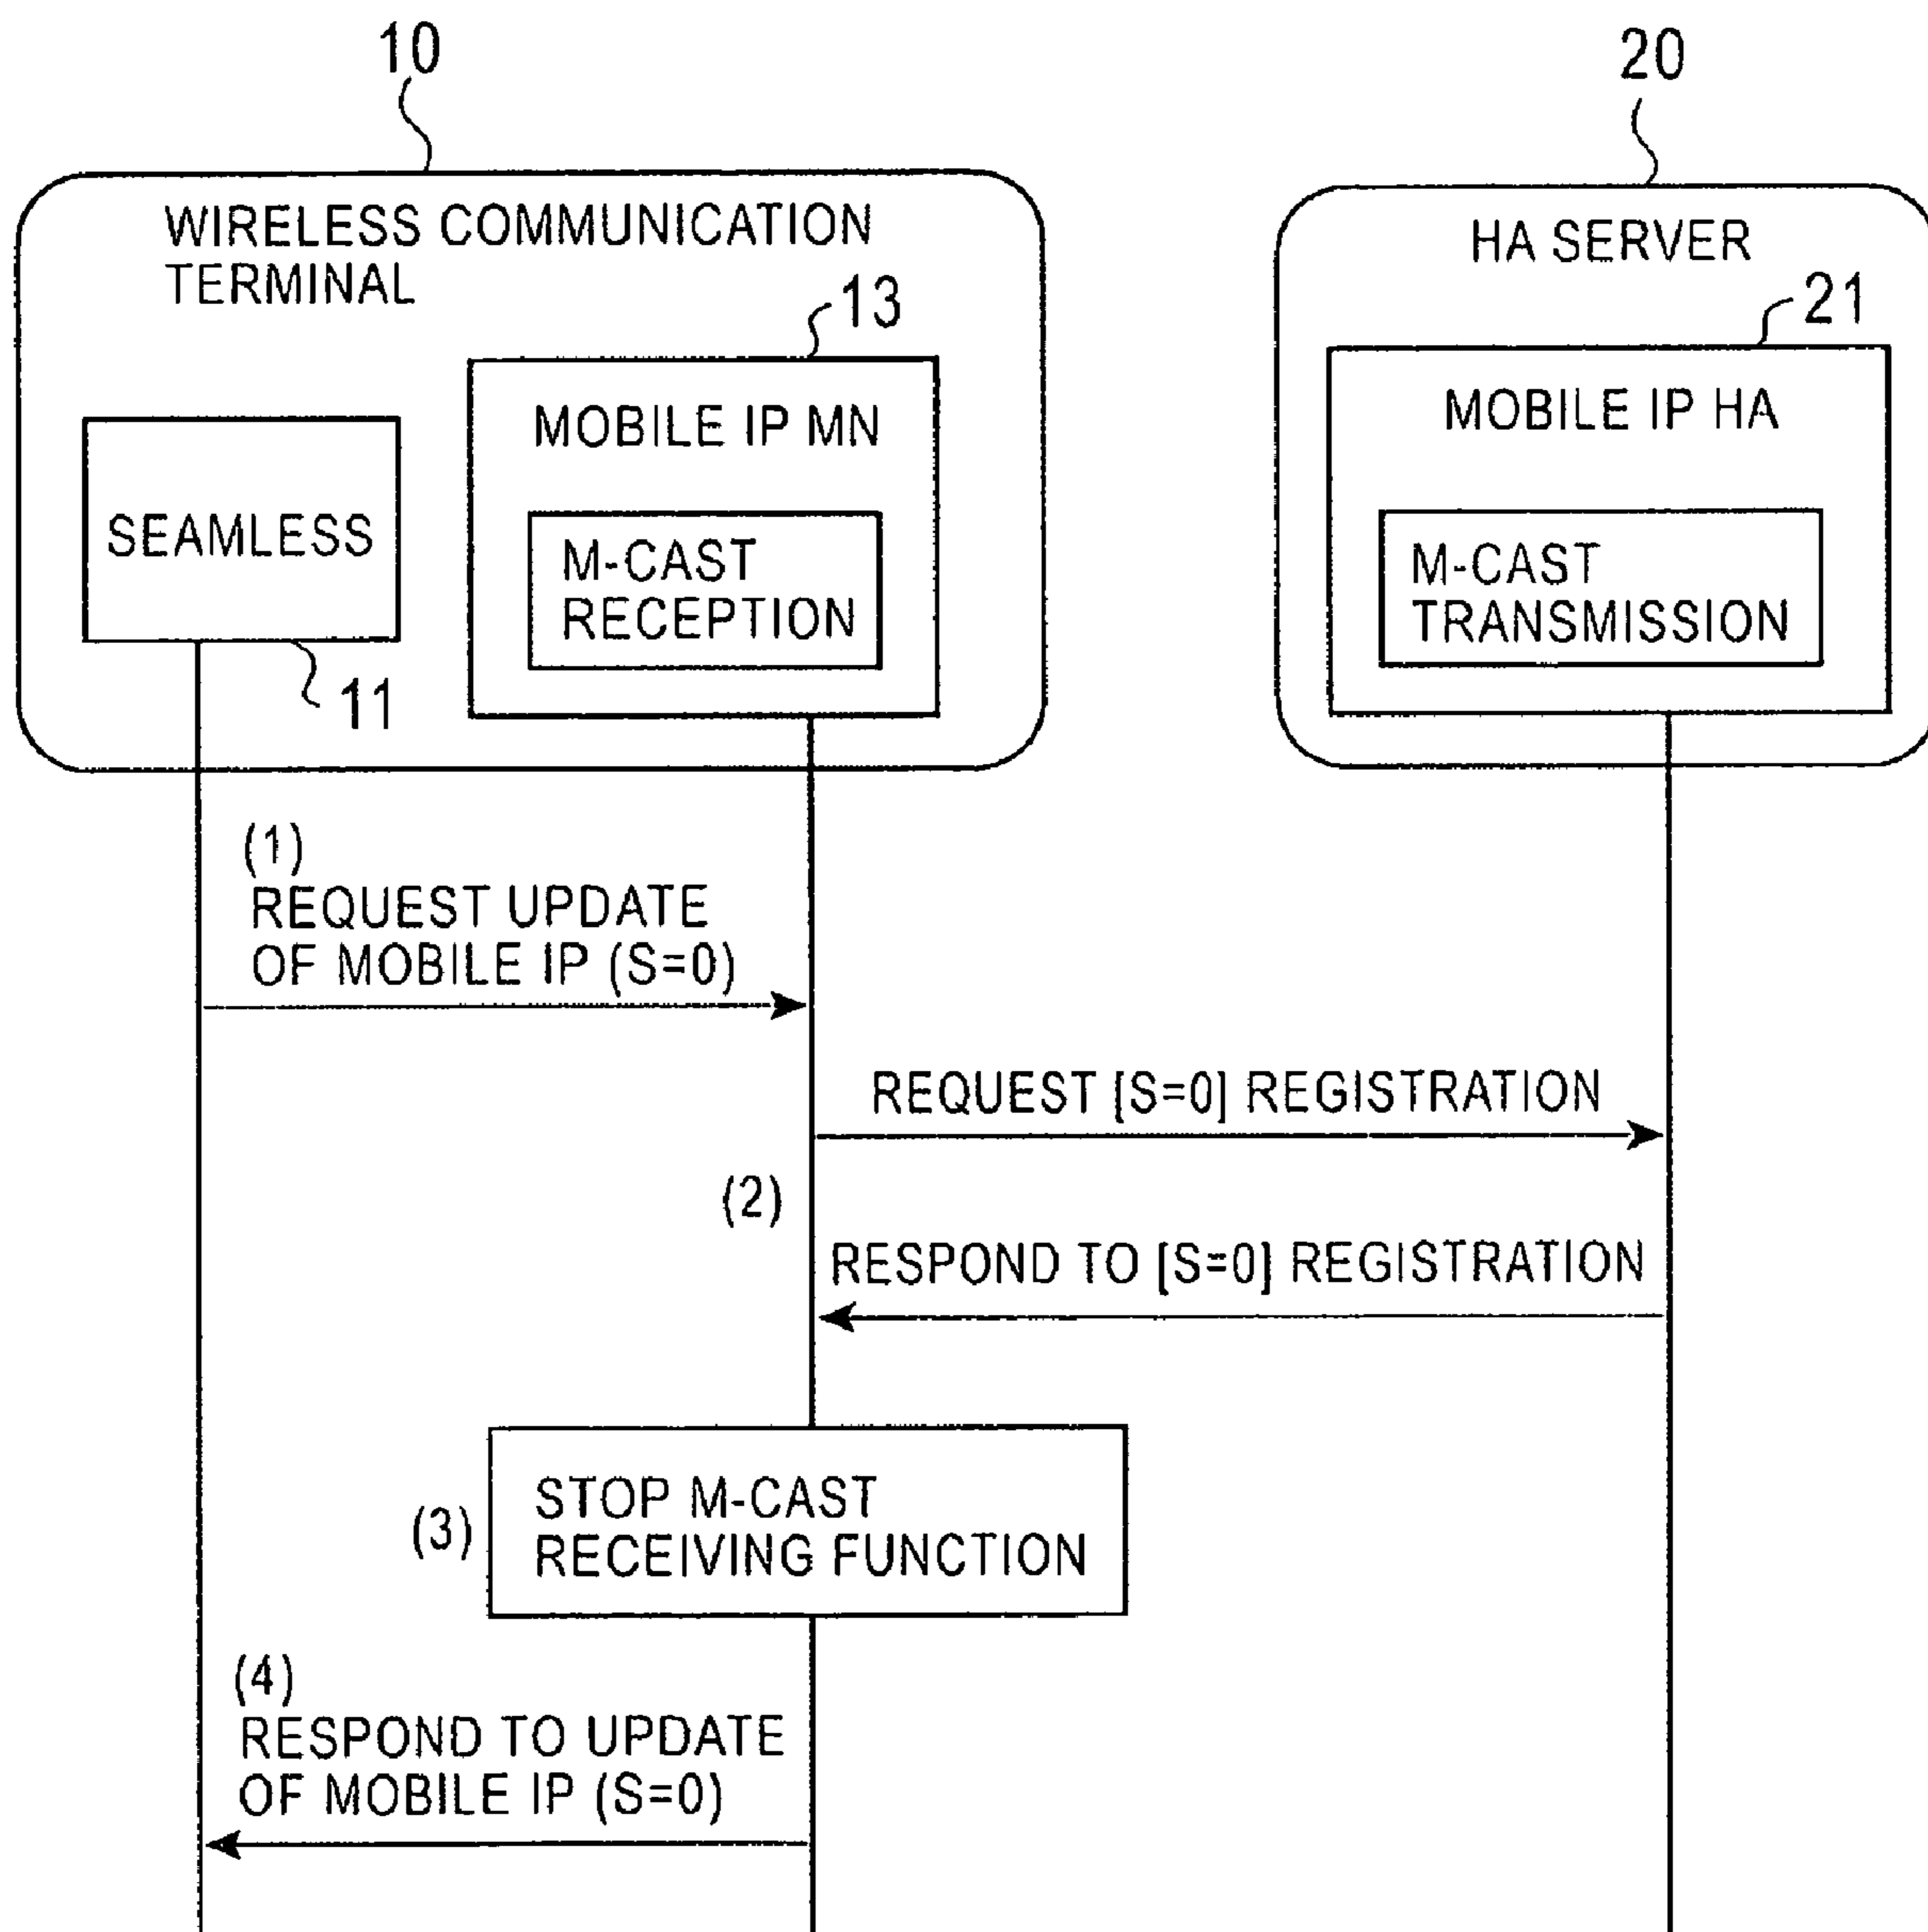 10
20
WIRELESS COMMUNICATION
TERMINAL
HA SERVER
13
21
MOBILE IP MN
MOBILE IP HA
SEAMLESS
M-CAST
RECEPTION
M-CAST
TRANSMISSION
11
(1)
REQUEST UPDATE
OF MOBILE IP (S=0)
REQUEST [S=0] REGISTRATION
(2)
RESPOND TO [S=0] REGISTRATION
(3)
STOP M-CAST
RECEIVING FUNCTION
(4)
RESPOND TO UPDATE
OF MOBILE IP (S=0)